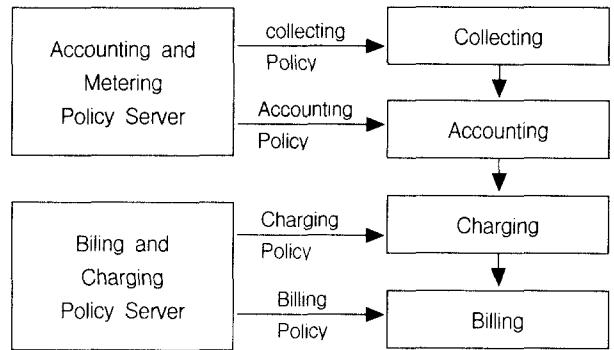 Accounting and
Metering
Policy Server
collecting
Policy
Collecting
Accounting
Policy
Accounting
Biling and
Charging
Policy Server
Charging
Policy
Charging
Billing
Policy
Billing